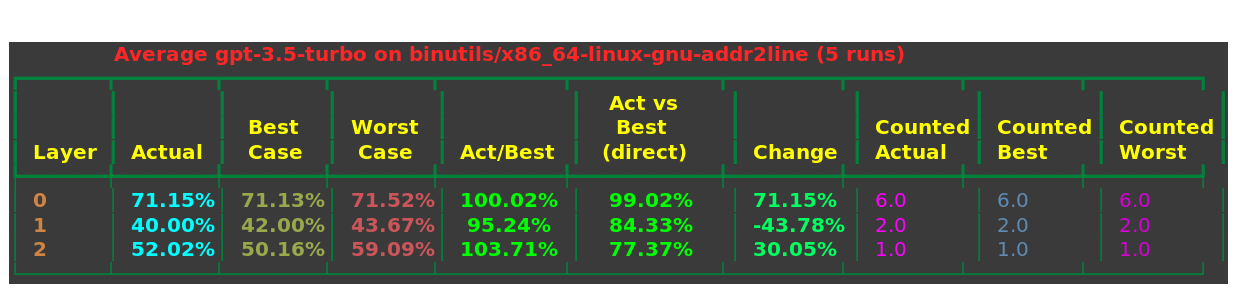 Average gpt-3.5-turbo on binutils/x86_64-linux-gnu-addr2line (5 runs)
Act vs
Best Worst Best Counted Counted Counted
Layer Actual Case Case Act/Best (direct) Change Actual Best Worst
0 71.15% 71.13% 71.52% 100.02% 99.02% 71.15% 6.0 6.0 6.0
1 40.00% 42.00% 43.67% 95.24% 84.33% -43.78% 2.0 2.0 2.0
2 52.02% 50.16% 59.09% 103.71% 77.37% 30.05% 1.0 1.0 1.0